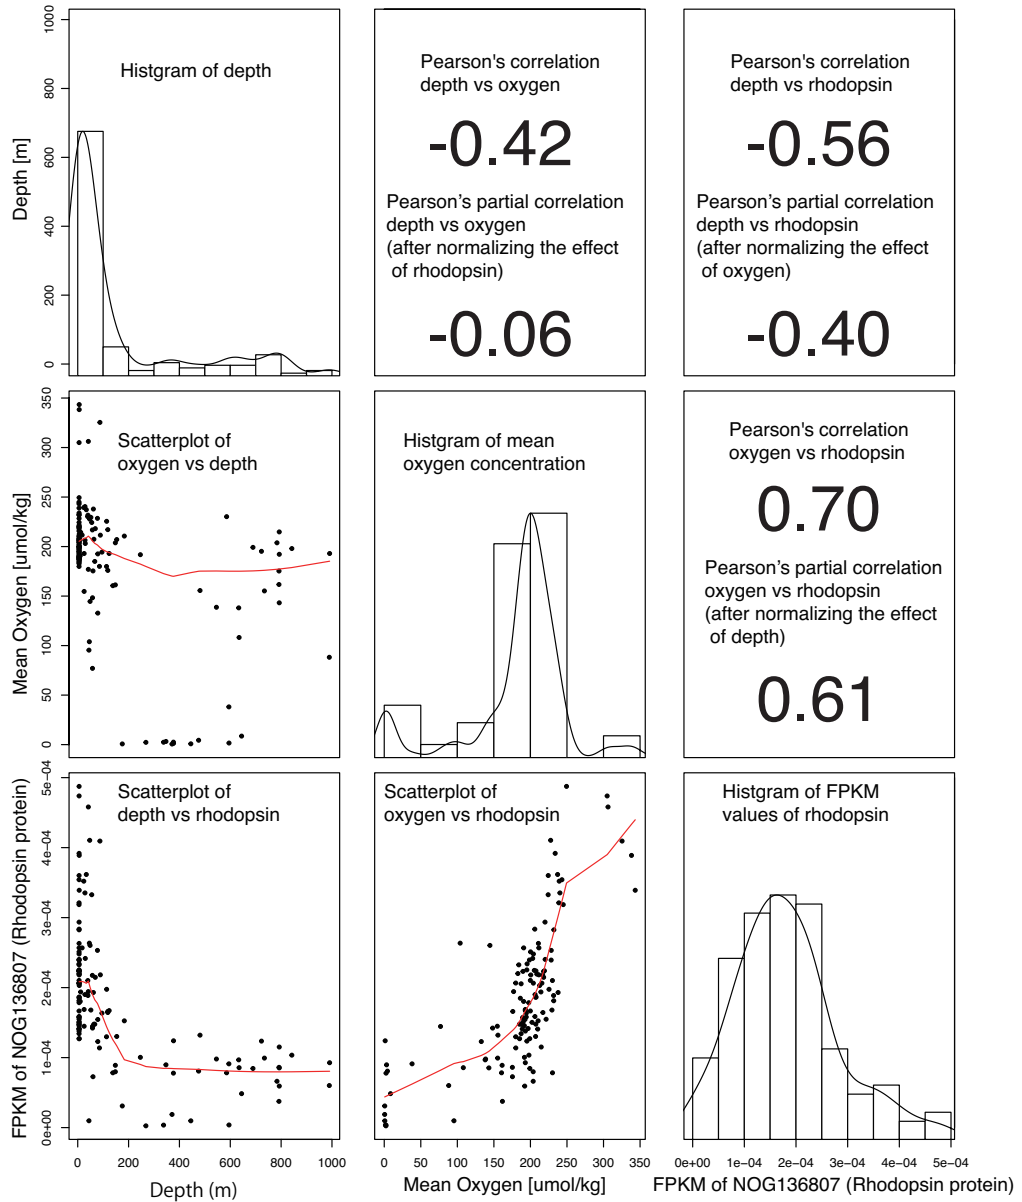 1000
800
600
400
200
0
Depth [m]
Histgram of depth
Pearson's correlation
depth vs oxygen
-0.42
Pearson's partial correlation
depth vs oxygen
(after normalizing the effect
of rhodopsin)
-0.06
Pearson's correlation
depth vs rhodopsin
-0.56
Pearson's partial correlation
depth vs rhodopsin
(after normalizing the effect
of oxygen)
-0.40
350
300
250
200
150
100
50
0
Mean Oxygen [umol/kg]
Scatterplot of
oxygen vs depth
Histgram of mean
oxygen concentration
Pearson's correlation
oxygen vs rhodopsin
0.70
Pearson's partial correlation
oxygen vs rhodopsin
(after normalizing the effect
of depth)
0.61
5e-04
4e-04
3e-04
2e-04
1e-04
0e+00
FPKM of NOG136807 (Rhodopsin protein)
Scatterplot of
depth vs rhodopsin
Scatterplot of
oxygen vs rhodopsin
Histgram of FPKM
values of rhodopsin
0 200 400 600 800 1000
Depth (m)
0 50 100 150 200 250 300 350
Mean Oxygen [umol/kg]
0e+00 1e-04 2e-04 3e-04 4e-04 5e-04
FPKM of NOG136807 (Rhodopsin protein)